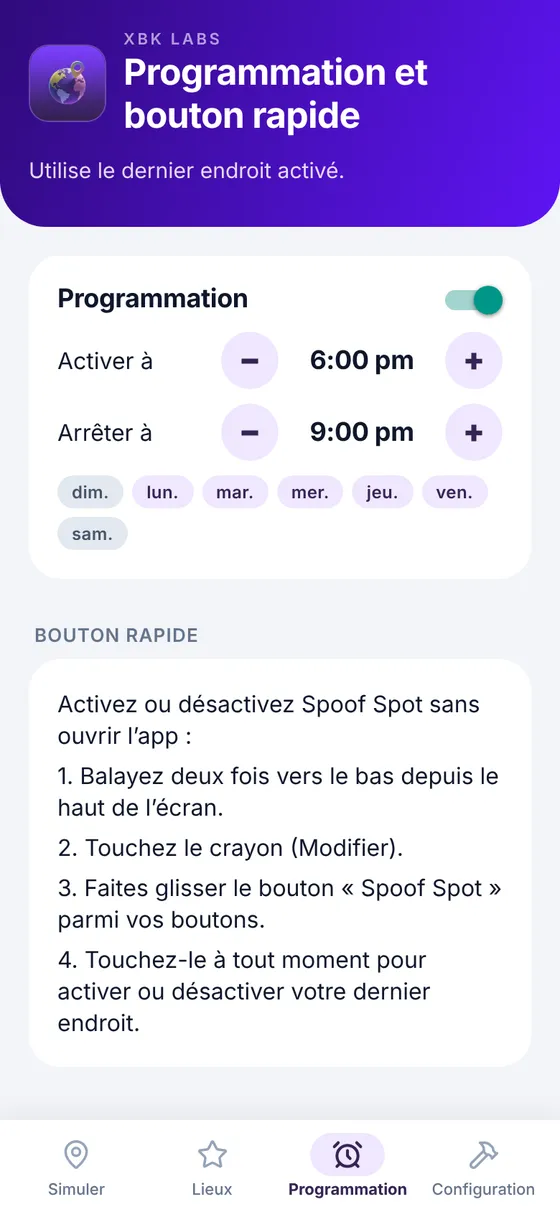 XBK LABS
Programmation et
bouton rapide
Utilise le dernier endroit activé.
Programmation
Activer à
− 6:00 pm +
Arrêter à
− 9:00 pm +
dim. lun. mar. mer. jeu. ven.
sam.
BOUTON RAPIDE
Activez ou désactivez Spoof Spot sans
ouvrir l’app :
1. Balayez deux fois vers le bas depuis le
haut de l’écran.
2. Touchez le crayon (Modifier).
3. Faites glisser le bouton « Spoof Spot »
parmi vos boutons.
4. Touchez-le à tout moment pour
activer ou désactiver votre dernier
endroit.
Simuler Lieux Programmation Configuration